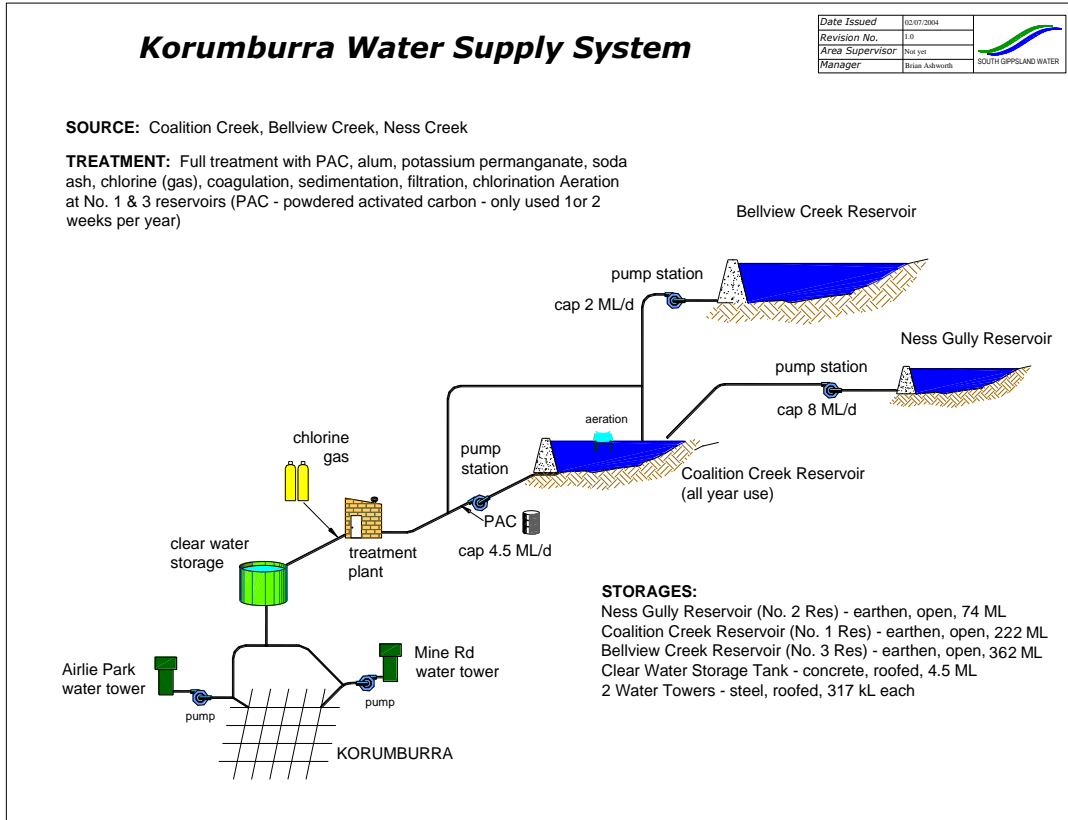 Korumburra Water Supply System
Date Issued 02/07/2004
Revision No. 1.0
Area Supervisor Not yet
Manager Brian Ashworth
SOUTH GIPPSLAND WATER
SOURCE: Coalition Creek, Bellview Creek, Ness Creek
TREATMENT: Full treatment with PAC, alum, potassium permanganate, soda
ash, chlorine (gas), coagulation, sedimentation, filtration, chlorination Aeration
at No. 1 & 3 reservoirs (PAC - powdered activated carbon - only used 1or 2
weeks per year)
Bellview Creek Reservoir
pump station
cap 2 ML/d
Ness Gully Reservoir
pump station
cap 8 ML/d
aeration
chlorine
gas
pump
station
Coalition Creek Reservoir
(all year use)
PAC
cap 4.5 ML/d
treatment
plant
clear water
storage
STORAGES:
Ness Gully Reservoir (No. 2 Res) - earthen, open, 74 ML
Coalition Creek Reservoir (No. 1 Res) - earthen, open, 222 ML
Bellview Creek Reservoir (No. 3 Res) - earthen, open, 362 ML
Clear Water Storage Tank - concrete, roofed, 4.5 ML
2 Water Towers - steel, roofed, 317 kL each
Airlie Park
water tower
Mine Rd
water tower
pump
pump
KORUMBURRA